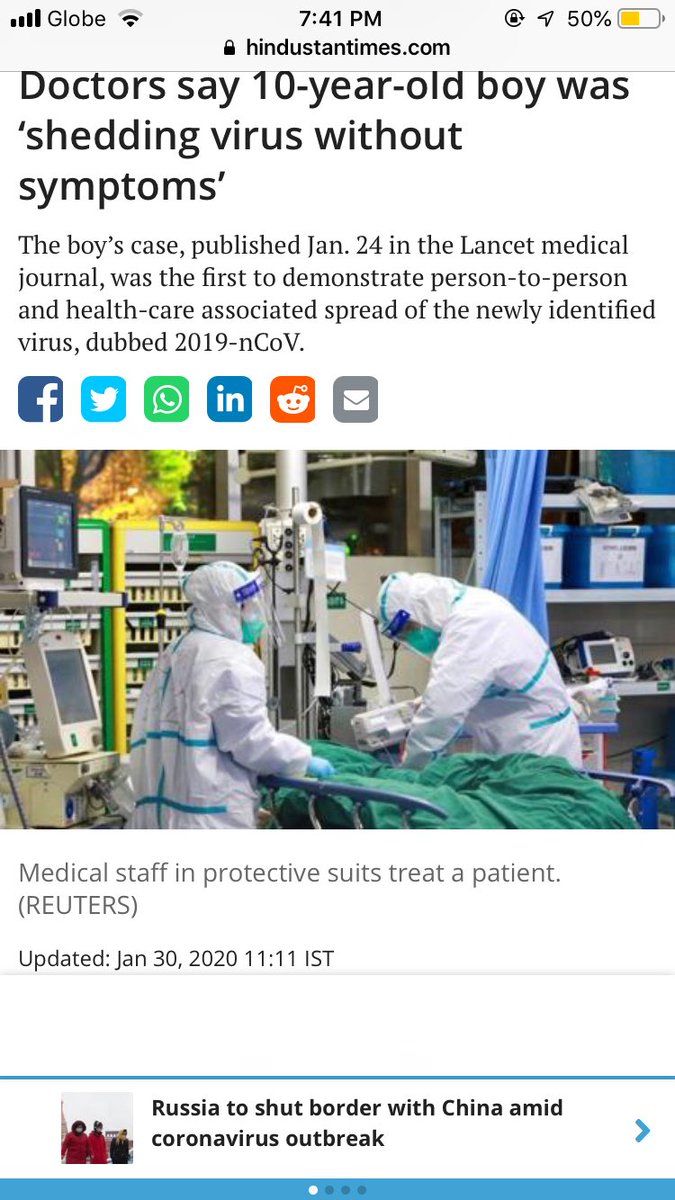 Globe 7:41 PM 50%
hindustantimes.com
Doctors say 10-year-old boy was
‘shedding virus without
symptoms’
The boy’s case, published Jan. 24 in the Lancet medical
journal, was the first to demonstrate person-to-person
and health-care associated spread of the newly identified
virus, dubbed 2019-nCoV.
Medical staff in protective suits treat a patient.
(REUTERS)
Updated: Jan 30, 2020 11:11 IST
Russia to shut border with China amid
coronavirus outbreak